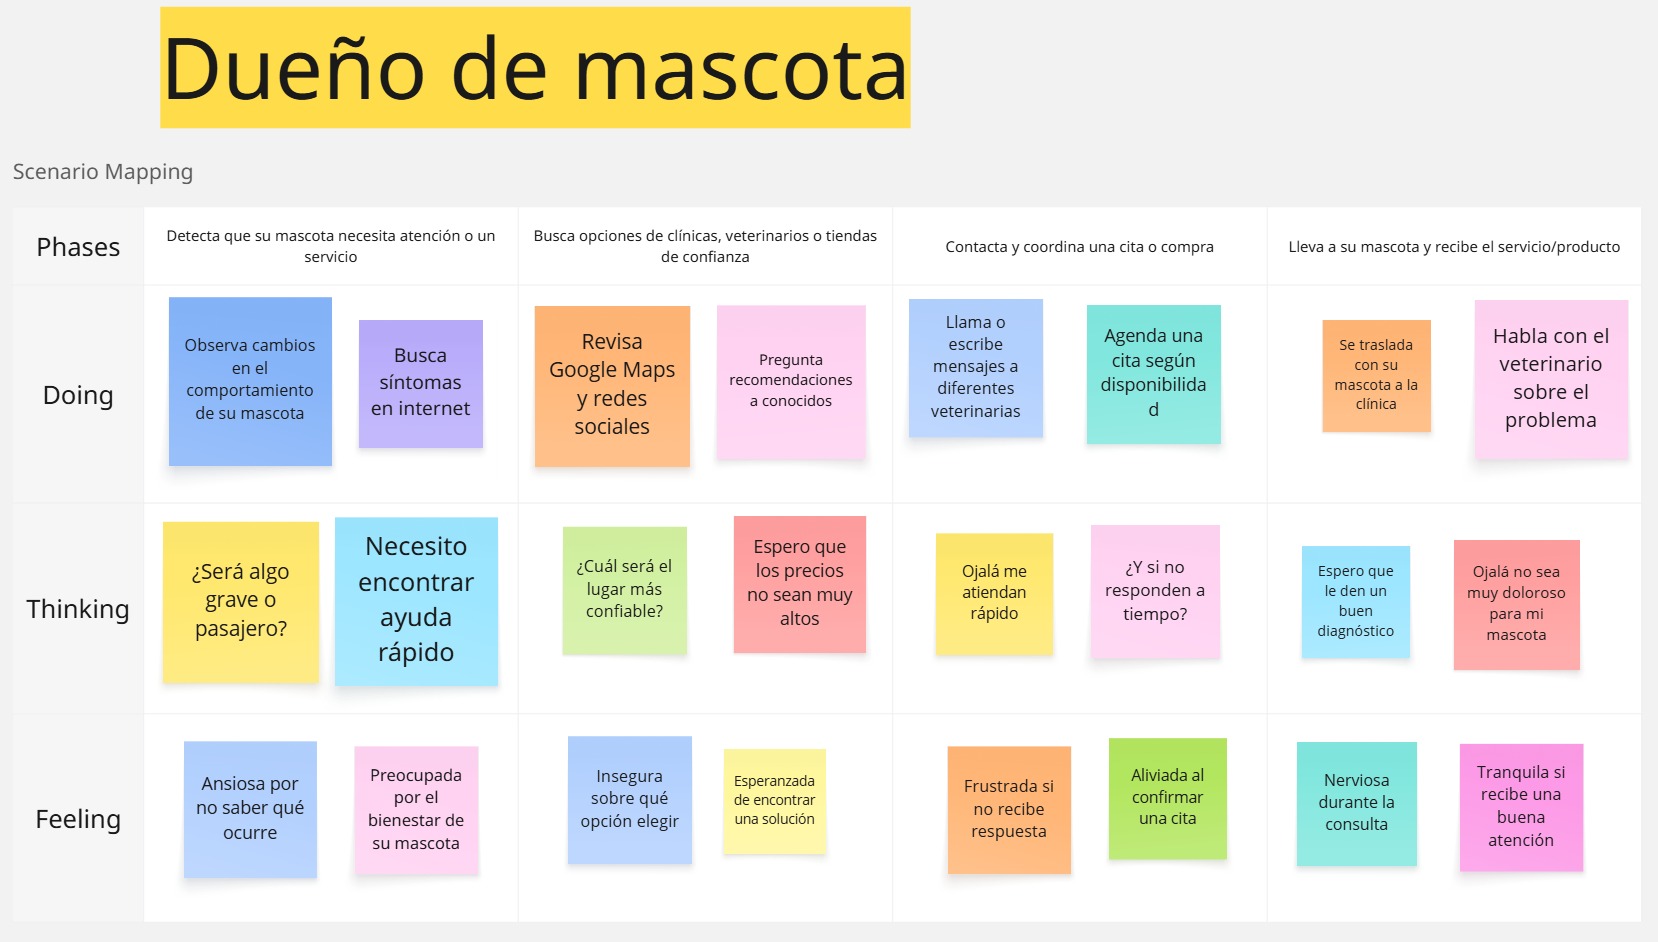 Dueño de mascota
Scenario Mapping
Phases
Detecta que su mascota necesita atención o un
servicio
Busca opciones de clínicas, veterinarios o tiendas
de confianza
Contacta y coordina una cita o compra
Lleva a su mascota y recibe el servicio/producto
Doing
Observa cambios
en el
comportamiento
de su mascota
Busca
síntomas
en internet
Revisa
Google Maps
y redes
sociales
Pregunta
recomendaciones
a conocidos
Llama o
escribe
mensajes a
diferentes
veterinarias
Agenda una
cita según
disponibilida
d
Se traslada
con su
mascota a la
clínica
Habla con el
veterinario
sobre el
problema
Thinking
¿Será algo
grave o
pasajero?
Necesito
encontrar
ayuda
rápido
¿Cuál será el
lugar más
confiable?
Espero que
los precios
no sean muy
altos
Ojalá me
atiendan
rápido
¿Y si no
responden a
tiempo?
Espero que
le den un
buen
diagnóstico
Ojalá no sea
muy doloroso
para mi
mascota
Feeling
Ansiosa por
no saber qué
ocurre
Preocupada
por el
bienestar de
su mascota
Insegura
sobre qué
opción elegir
Esperanzada
de encontrar
una solución
Frustrada si
no recibe
respuesta
Aliviada al
confirmar
una cita
Nerviosa
durante la
consulta
Tranquila si
recibe una
buena
atención